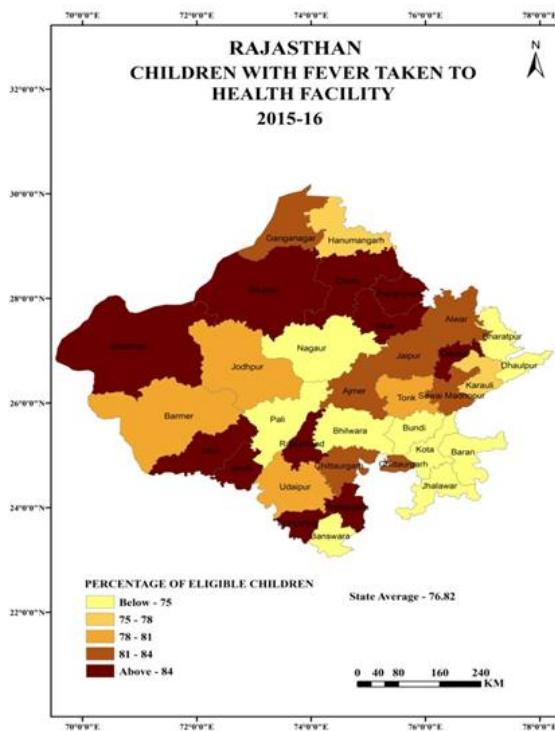 70°0'0"E 72°0'0"E 74°0'0"E 76°0'0"E 78°0'0"E
RAJASTHAN
CHILDREN WITH FEVER TAKEN TO
HEALTH FACILITY
2015-16
N
32°0'0"N
30°0'0"N
28°0'0"N
26°0'0"N
24°0'0"N
22°0'0"N
Ganganagar
Hanumangarh
Alwar
Bharatpur
Nagaur
Jaipur
Dhaulpur
Jodhpur
Karauli
Ajmer
Tonk
Sawai Madhopur
Barmer
Pali
Bhilwara
Bundi
Kota
Baran
Chittaurgarh
Chittaurgarh
Udaipur
Jhalawar
Banswara
PERCENTAGE OF ELIGIBLE CHILDREN
Below - 75
75 - 78
78 - 81
81 - 84
Above - 84
State Average - 76.82
0 40 80 160 240
KM
70°0'0"E 72°0'0"E 74°0'0"E 76°0'0"E 78°0'0"E